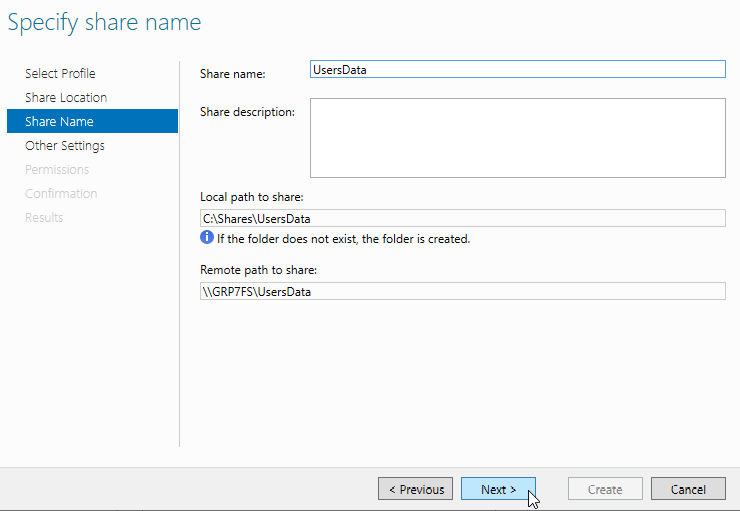 Specify share name
Select Profile
Share Location
Share Name
Other Settings
Permissions
Confirmation
Results
Share name:
UsersData
Share description:
Local path to share:
C:\Shares\UsersData
If the folder does not exist, the folder is created.
Remote path to share:
\\GRP7FS\UsersData
< Previous
Next >
Create
Cancel